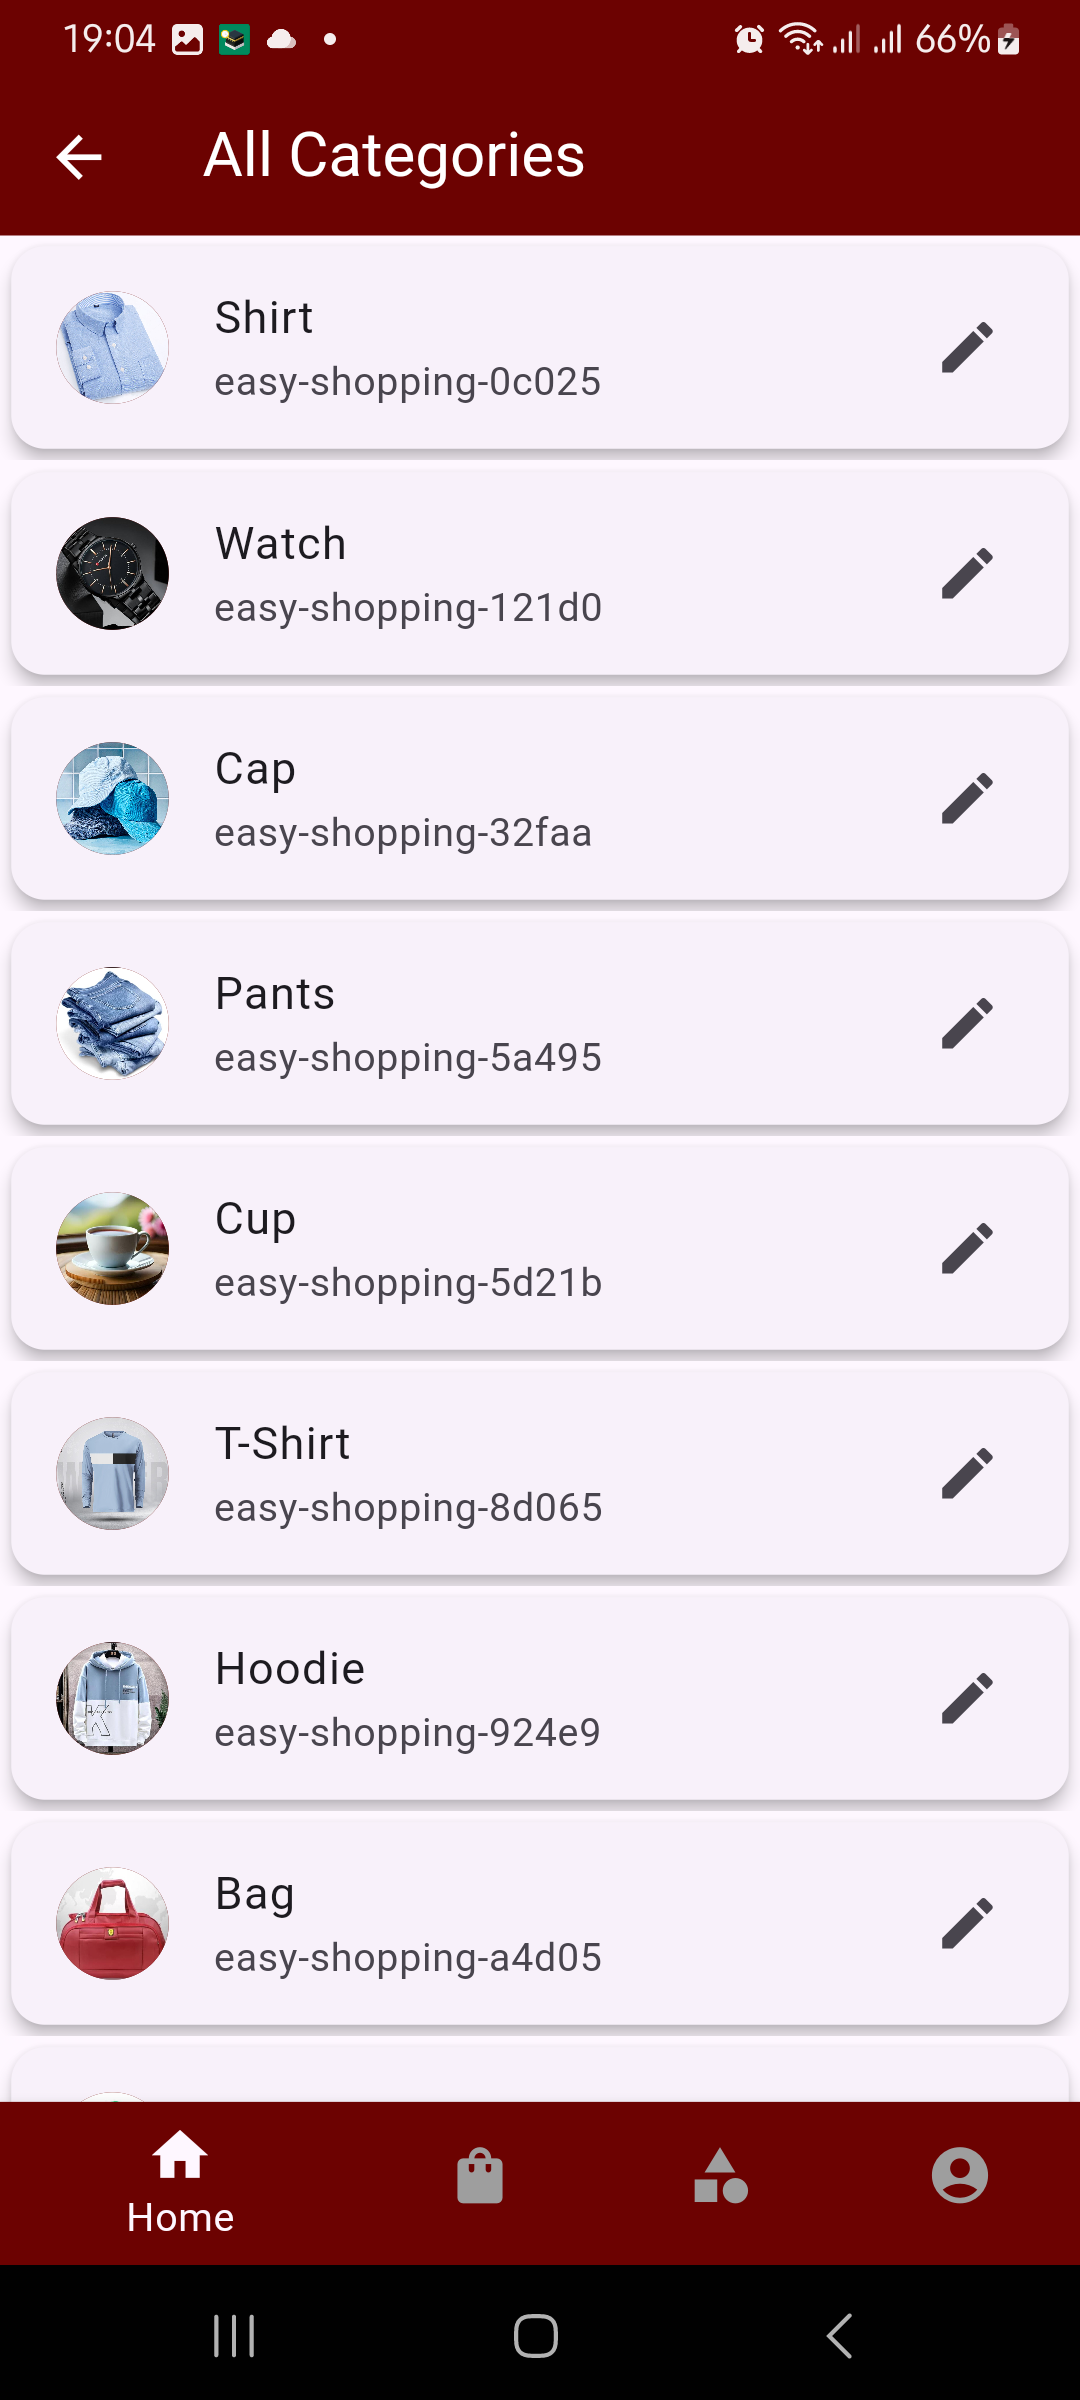 19:04
66%
All Categories
Shirt
easy-shopping-0c025
Watch
easy-shopping-121d0
Cap
easy-shopping-32faa
Pants
easy-shopping-5a495
Cup
easy-shopping-5d21b
T-Shirt
easy-shopping-8d065
Hoodie
easy-shopping-924e9
Bag
easy-shopping-a4d05
Home